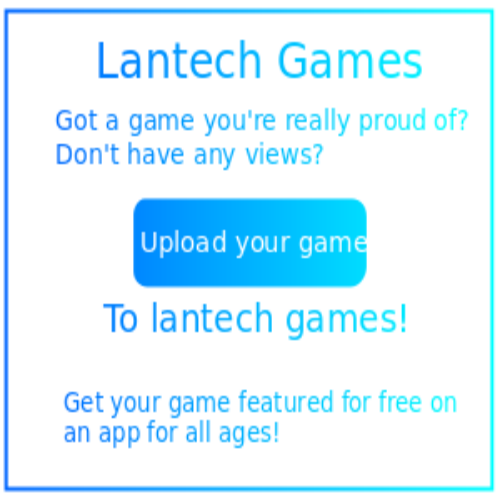 Lantech Games
Got a game you're really proud of?
Don't have any views?
Upload your game
To lantech games!
Get your game featured for free on
an app for all ages!